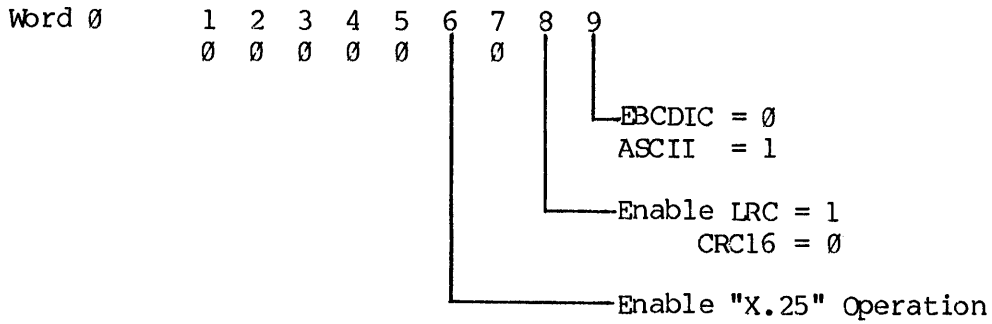 Word Ø 1 2 3 4 5 6 7 8 9
Ø Ø Ø Ø Ø Ø
EBCDIC = Ø
ASCII = 1
Enable LRC = 1
CRC16 = Ø
Enable "X.25" Operation